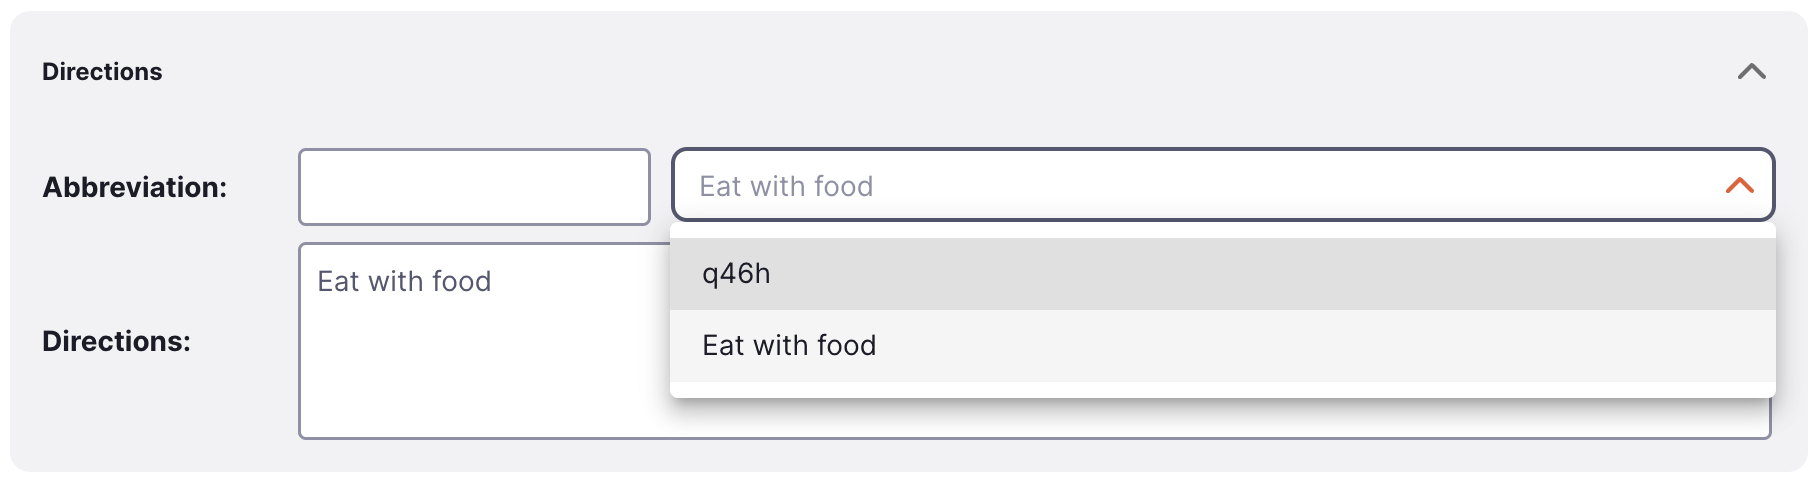 Directions
Abbreviation:
Eat with food
q46h
Eat with food
Directions:
Eat with food